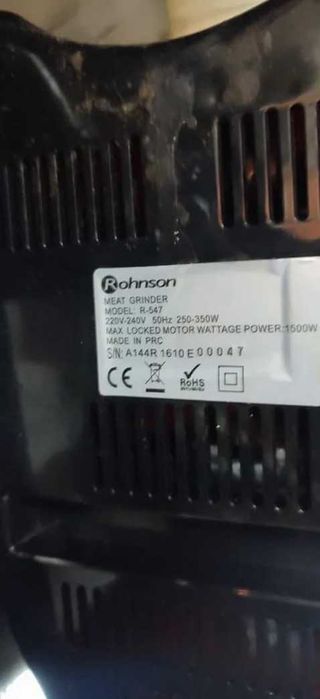 Rohnson
MEAT GRINDER
MODEL: R-547
220V-240V 50Hz 250-350W
MAX LOCKED MOTOR WATTAGE POWER:1500W
MADE IN PRC
S/N: A144R 1610 E 00047
CE
RoHS